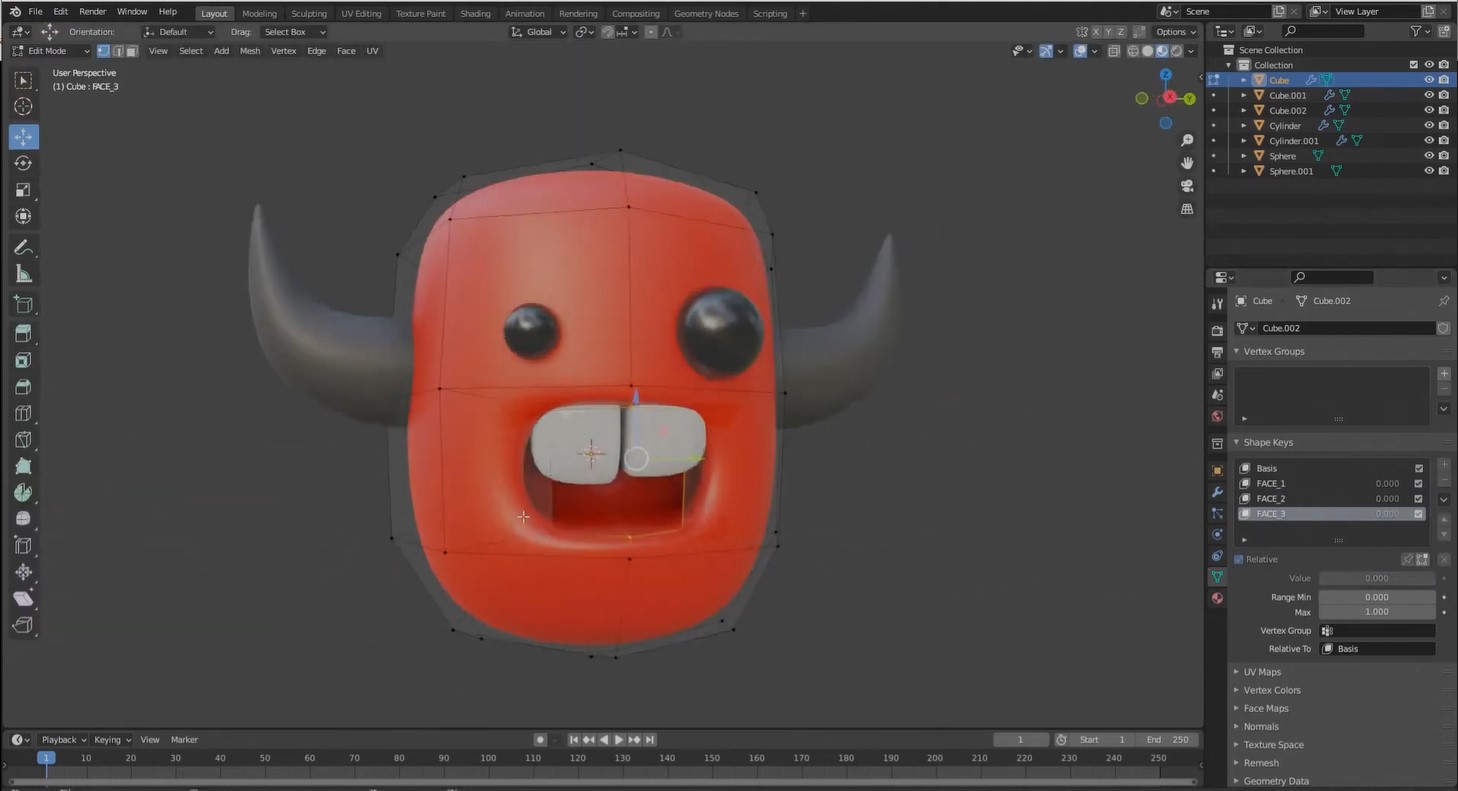 File Edit Render Window Help Layout Modeling Sculpting UV Editing Texture Paint Shading Animation Rendering Compositing Geometry Nodes Scripting + Scene View Layer
Orientation: Default Drag: Select Box Global X Y Z Options
Edit Mode View Select Add Mesh Vertex Edge Face UV
User Perspective
(1) Cube : FACE_3
Z
X
Y
Scene Collection
Collection
Cube
Cube.001
Cube.002
Cylinder
Cylinder.001
Sphere
Sphere.001
Cube Cube.002
Cube.002
Vertex Groups
Shape Keys
Basis
FACE_1 0.000
FACE_2 0.000
FACE_3 0.000
Relative
Value 0.000
Range Min 0.000
Max 1.000
Vertex Group
Relative To Basis
UV Maps
Vertex Colors
Face Maps
Normals
Texture Space
Remesh
Geometry Data
Playback Keying View Marker 1 Start 1 End 250
1 10 20 30 40 50 60 70 80 90 100 110 120 130 140 150 160 170 180 190 200 210 220 230 240 250